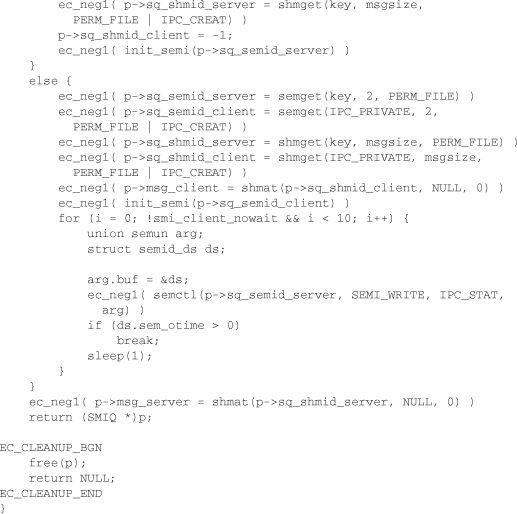 ec_neg1( p->sq_shmid_server = shmget(key, msgsize,
PERM_FILE | IPC_CREAT) )
p->sq_shmid_client = -1;
ec_neg1( init_semi(p->sq_semid_server) )
}
else {
ec_neg1( p->sq_semid_server = semget(key, 2, PERM_FILE) )
ec_neg1( p->sq_semid_client = semget(IPC_PRIVATE, 2,
PERM_FILE | IPC_CREAT) )
ec_neg1( p->sq_shmid_server = shmget(key, msgsize, PERM_FILE) )
ec_neg1( p->sq_shmid_client = shmget(IPC_PRIVATE, msgsize,
PERM_FILE | IPC_CREAT) )
ec_neg1( p->msg_client = shmat(p->sq_shmid_client, NULL, 0) )
ec_neg1( init_semi(p->sq_semid_client) )
for (i = 0; !smi_client_nowait && i < 10; i++) {
union semun arg;
struct semid_ds ds;
arg.buf = &ds;
ec_neg1( semctl(p->sq_semid_server, SEMI_WRITE, IPC_STAT,
arg) )
if (ds.sem_otime > 0)
break;
sleep(1);
}
}
ec_neg1( p->msg_server = shmat(p->sq_shmid_server, NULL, 0) )
return (SMIQ *)p;
EC_CLEANUP_BGN
free(p);
return NULL;
EC_CLEANUP_END
}